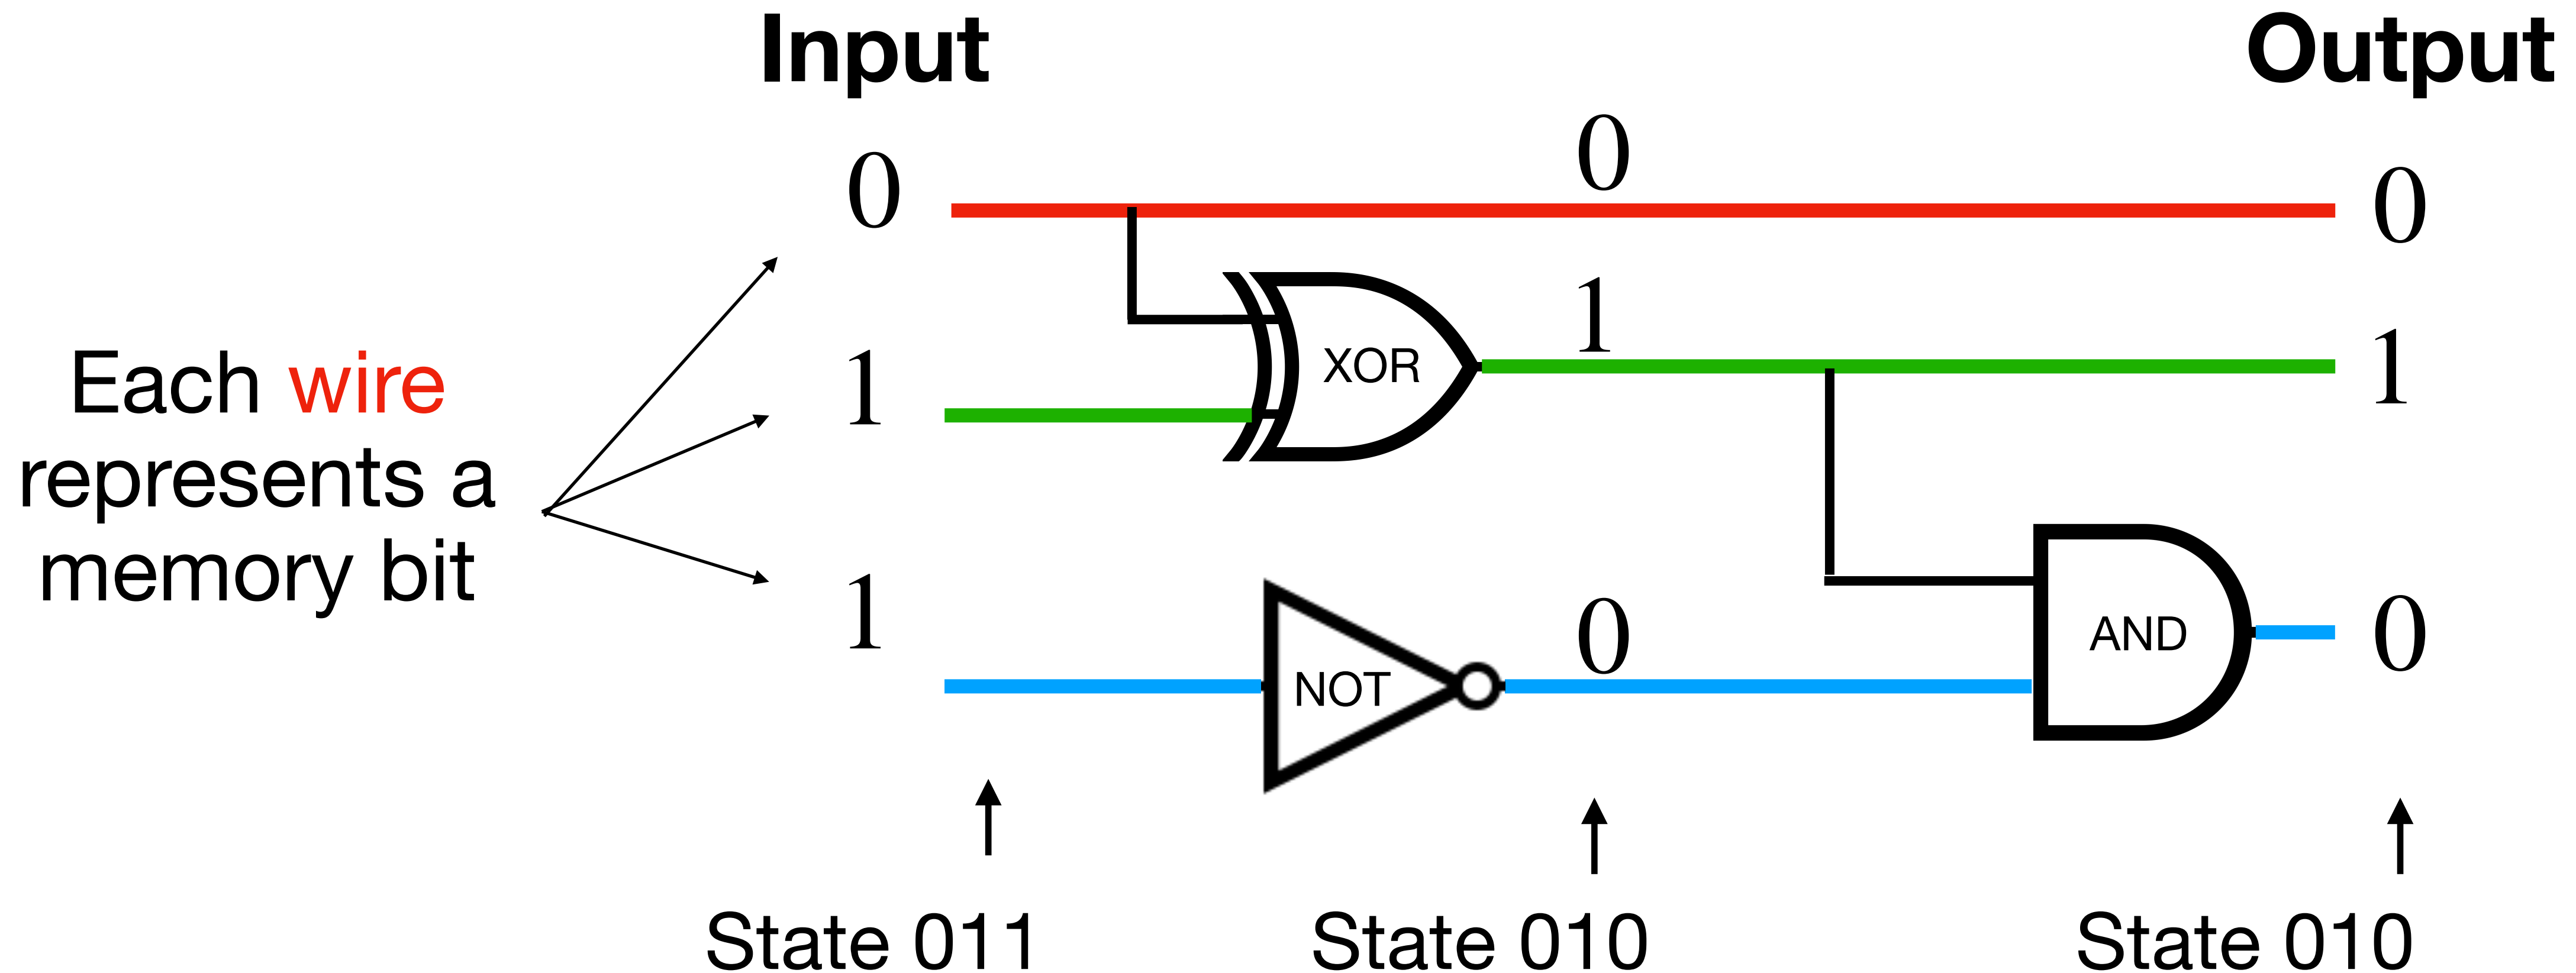 Input
Output
0
0
0
1
1
1
Each wire
represents a
memory bit
XOR
1
0
0
NOT
AND
State 011
State 010
State 010